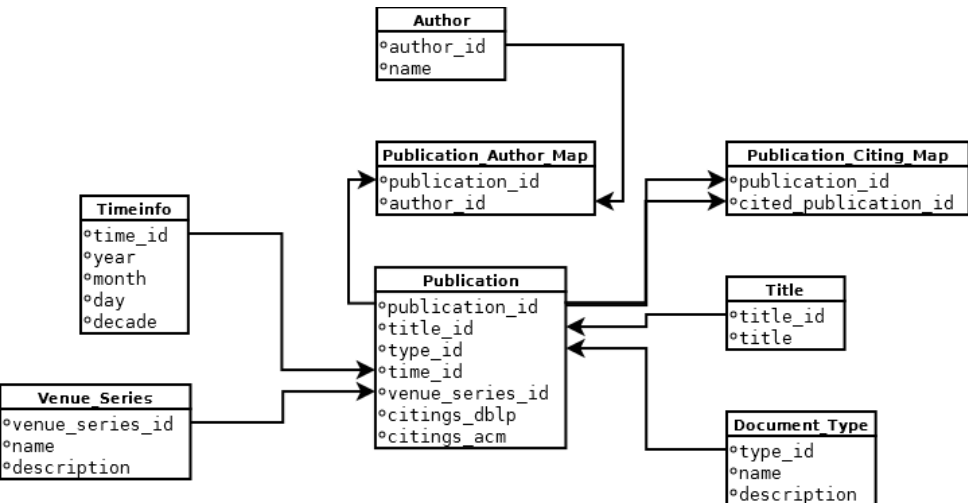 Author
author_id
name
Publication_Author_Map
publication_id
author_id
Publication_Citing_Map
publication_id
cited_publication_id
Timeinfo
time_id
year
month
day
decade
Publication
publication_id
title_id
type_id
time_id
venue_series_id
citings_dblp
citings_acm
Title
title_id
title
Venue_Series
venue_series_id
name
description
Document_Type
type_id
name
description